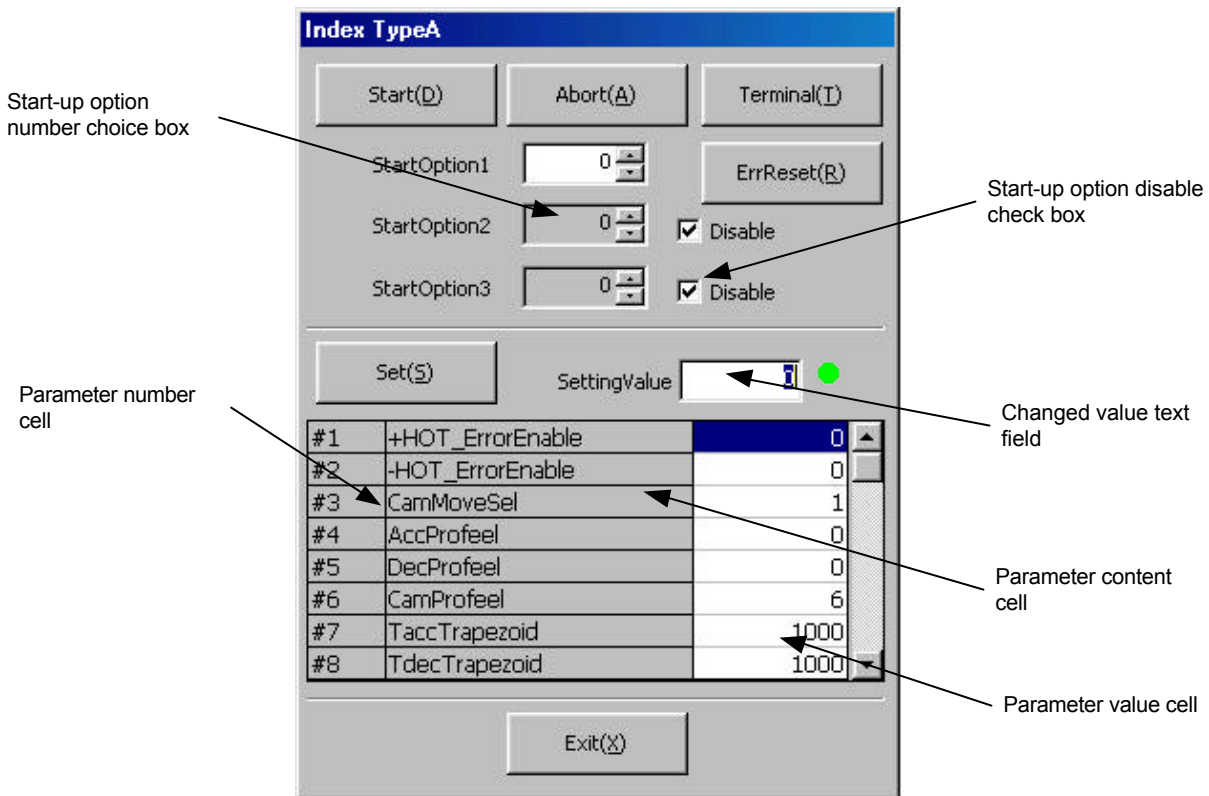 Index TypeA
Start(D) Abort(A) Terminal(T)
Start-up option
number choice box
StartOption1 0
ErrReset(R)
StartOption2 0 Disable
Start-up option disable
check box
StartOption3 0 Disable
Set(S) SettingValue 0
Parameter number
cell
Changed value text
field
#1 +HOT_ErrorEnable 0
#2 -HOT_ErrorEnable 0
#3 CamMoveSel 1
#4 AccProfeel 0
#5 DecProfeel 0
#6 CamProfeel 6
#7 TaccTrapezoid 1000
#8 TdecTrapezoid 1000
Parameter content
cell
Parameter value cell
Exit(X)